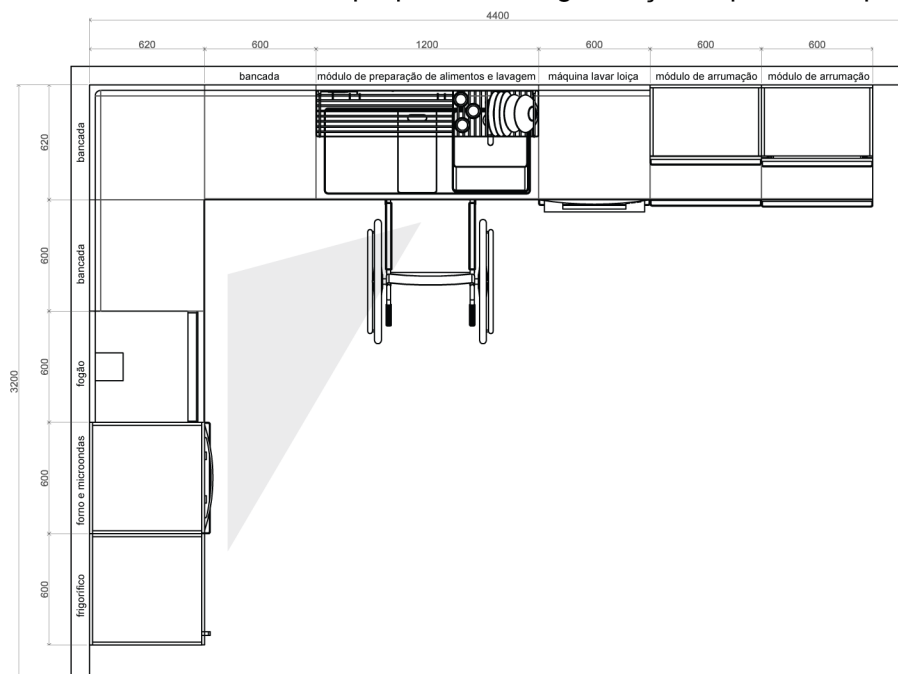 4400
620 600 1200 600 600 600
bancada módulo de preparação de alimentos e lavagem máquina lavar loiça módulo de arrumação módulo de arrumação
620
bancada
600
bancada
3200
600
fogão
600
forno e microondas
600
frigorífico